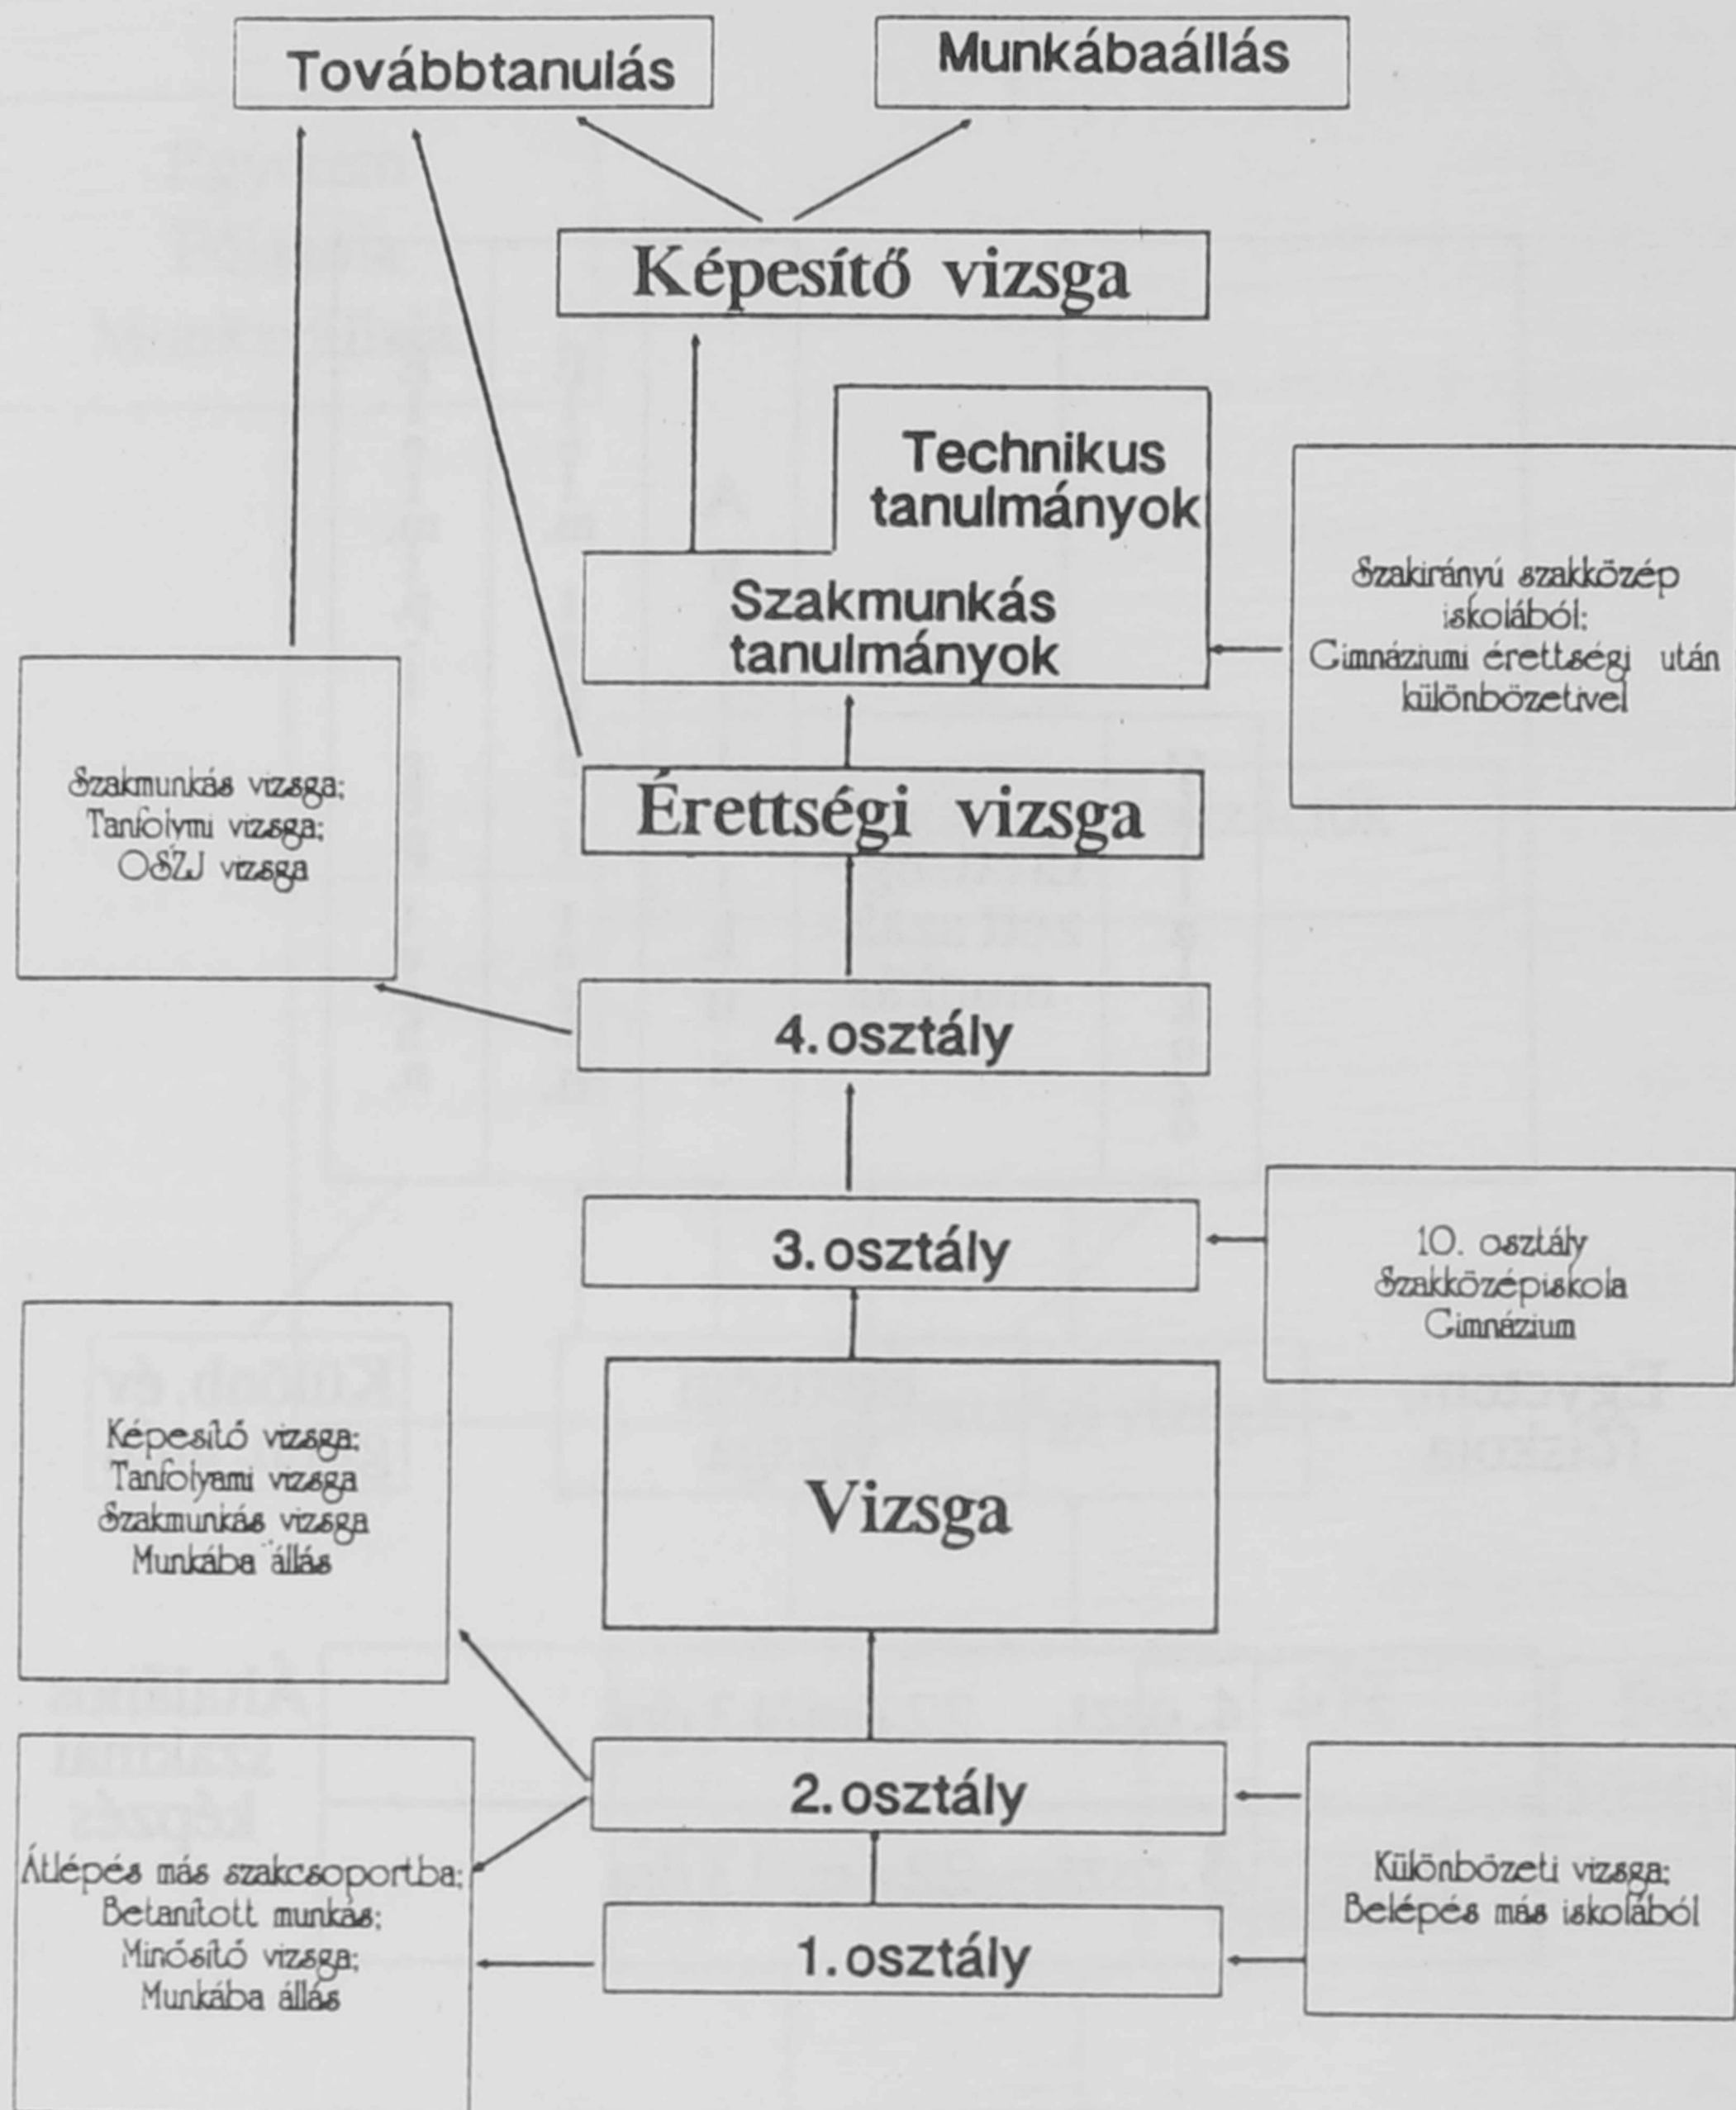 Továbbtanulás
Munkábaállás
Képesítő vizsga
Technikus
tanulmányok
Szakmunkás
tanulmányok
Szakirányú szakközép
iskolából;
Gimnáziumi érettségi után
különbözetivel
Szakmunkás vizsga;
Tanfolymi vizsga;
OSZJ vizsga
Érettségi vizsga
4. osztály
3. osztály
10. osztály
Szakközépiskola
Gimnázium
Képesítő vizsga;
Tanfolyami vizsga
Szakmunkás vizsga
Munkába állás
Vizsga
2. osztály
Átlépés más szakcsoportba;
Betanított munkás;
Minősítő vizsga;
Munkába állás
1. osztály
Különbözeti vizsga;
Belépés más iskolából